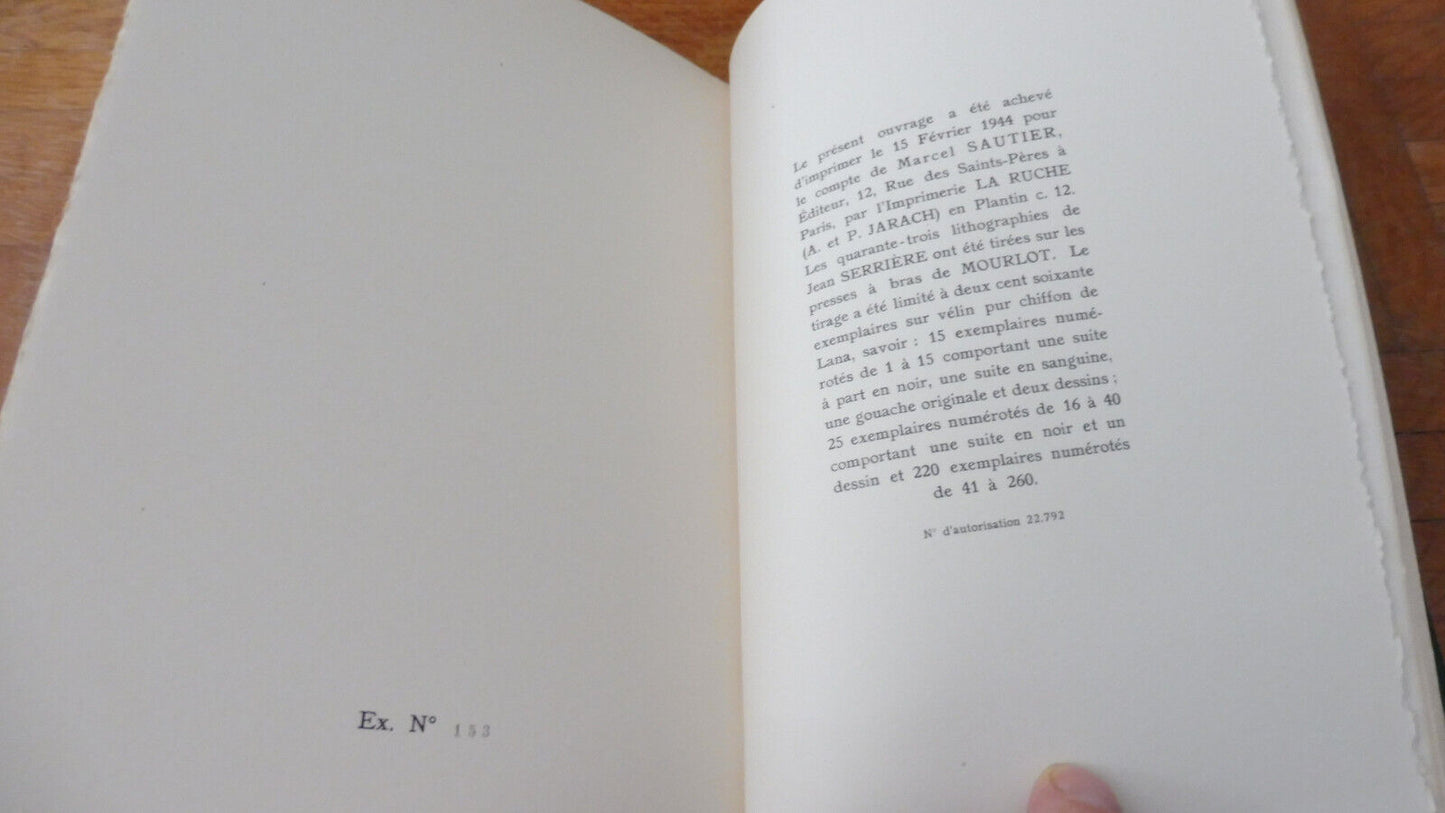 Ex. N° 153
Le présent ouvrage a été achevé
d'imprimer le 15 Février 1944 pour
le compte de Marcel SAUTIER,
Éditeur, 12, Rue des Saints-Pères à
Paris, par l'Imprimerie LA RUCHE
(A. et P. JARACH) en Plantin c. 12.
Les quarante-trois lithographies de
Jean SERRIÈRE ont été tirées sur les
presses à bras de MOURLOT. Le
tirage a été limité à deux cent soixante
exemplaires sur vélin pur chiffon de
Lana, savoir : 15 exemplaires numé-
rotés de 1 à 15 comportant une suite
à part en noir, une suite en sanguine,
une gouache originale et deux dessins ;
25 exemplaires numérotés de 16 à 40
comportant une suite en noir et un
dessin et 220 exemplaires numérotés
de 41 à 260.
N° d'autorisation 22.792